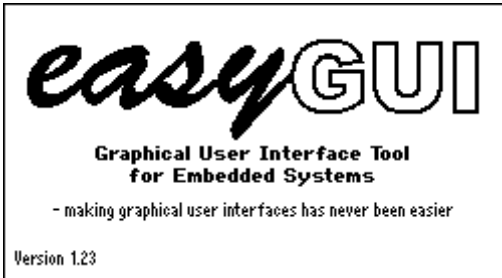 easyGUI
Graphical User Interface Tool
for Embedded Systems
- making graphical user interfaces has never been easier
Version 1.23